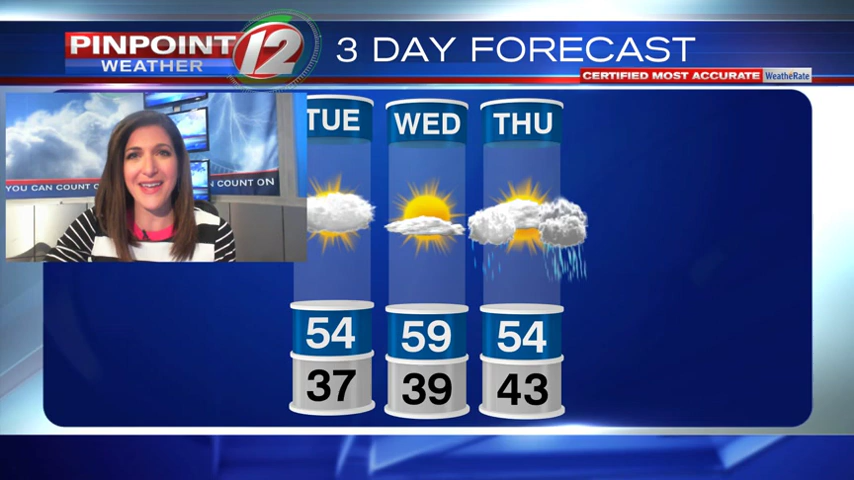 PINPOINT 12
WEATHER
3 DAY FORECAST
CERTIFIED MOST ACCURATE WeatheRate
YOU CAN COUNT O
N COUNT ON
TUE WED THU
54 59 54
37 39 43